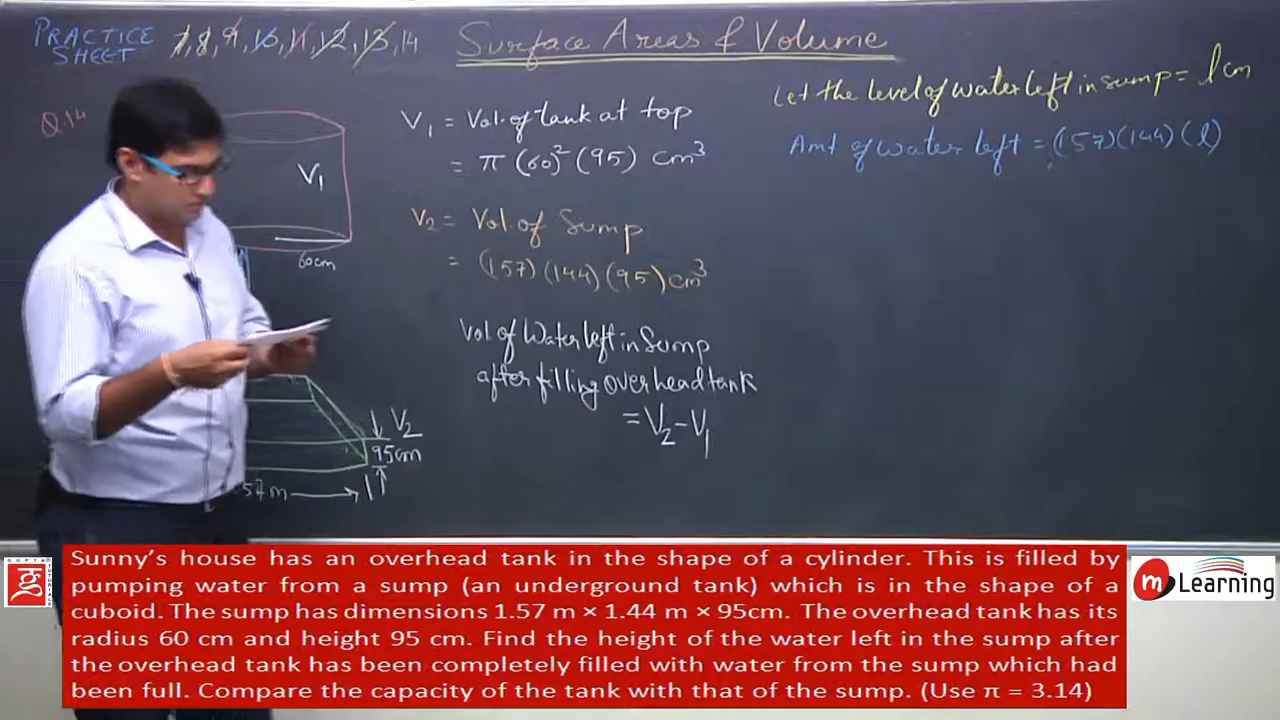 PRACTICE SHEET 7, 8, 9, 10, 11, 12, 13, 14
Surface Areas & Volume
Q.14
V1
60cm
V2
95cm
57 m
V1 = Vol. of tank at top
= π (60)² (95) cm³
V2 = Vol. of Sump
= (157) (144) (95) cm³
Vol. of Water left in Sump
after filling overhead tank
= V2 - V1
Let the level of water left in sump = l cm
Amt of water left = (157) (144) (l)
Sunny's house has an overhead tank in the shape of a cylinder. This is filled by
pumping water from a sump (an underground tank) which is in the shape of a
cuboid. The sump has dimensions 1.57 m × 1.44 m × 95cm. The overhead tank has its
radius 60 cm and height 95 cm. Find the height of the water left in the sump after
the overhead tank has been completely filled with water from the sump which had
been full. Compare the capacity of the tank with that of the sump. (Use π = 3.14)
GUPTA TUTORIALS
m Learning